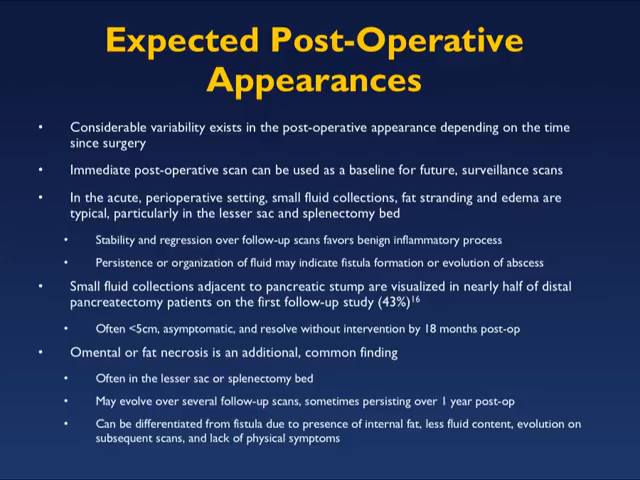 Expected Post-Operative
Appearances
• Considerable variability exists in the post-operative appearance depending on the time
since surgery
• Immediate post-operative scan can be used as a baseline for future, surveillance scans
• In the acute, perioperative setting, small fluid collections, fat stranding and edema are
typical, particularly in the lesser sac and splenectomy bed
• Stability and regression over follow-up scans favors benign inflammatory process
• Persistence or organization of fluid may indicate fistula formation or evolution of abscess
• Small fluid collections adjacent to pancreatic stump are visualized in nearly half of distal
pancreatectomy patients on the first follow-up study (43%)¹⁶
• Often <5cm, asymptomatic, and resolve without intervention by 18 months post-op
• Omental or fat necrosis is an additional, common finding
• Often in the lesser sac or splenectomy bed
• May evolve over several follow-up scans, sometimes persisting over 1 year post-op
• Can be differentiated from fistula due to presence of internal fat, less fluid content, evolution on
subsequent scans, and lack of physical symptoms